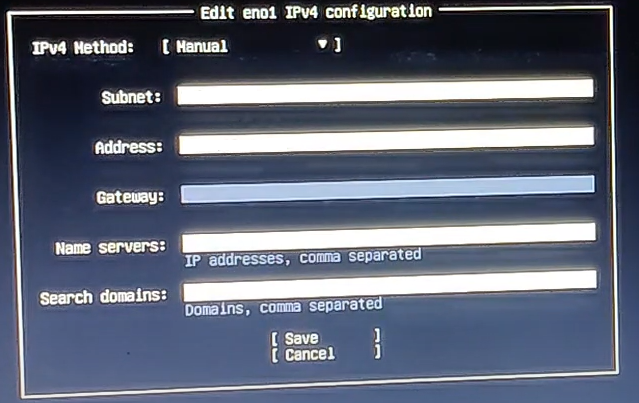 Edit eno1 IPv4 configuration
IPv4 Method: [ Manual ▼ ]
Subnet:
Address:
Gateway:
Name servers:
IP addresses, comma separated
Search domains:
Domains, comma separated
[ Save ]
[ Cancel ]